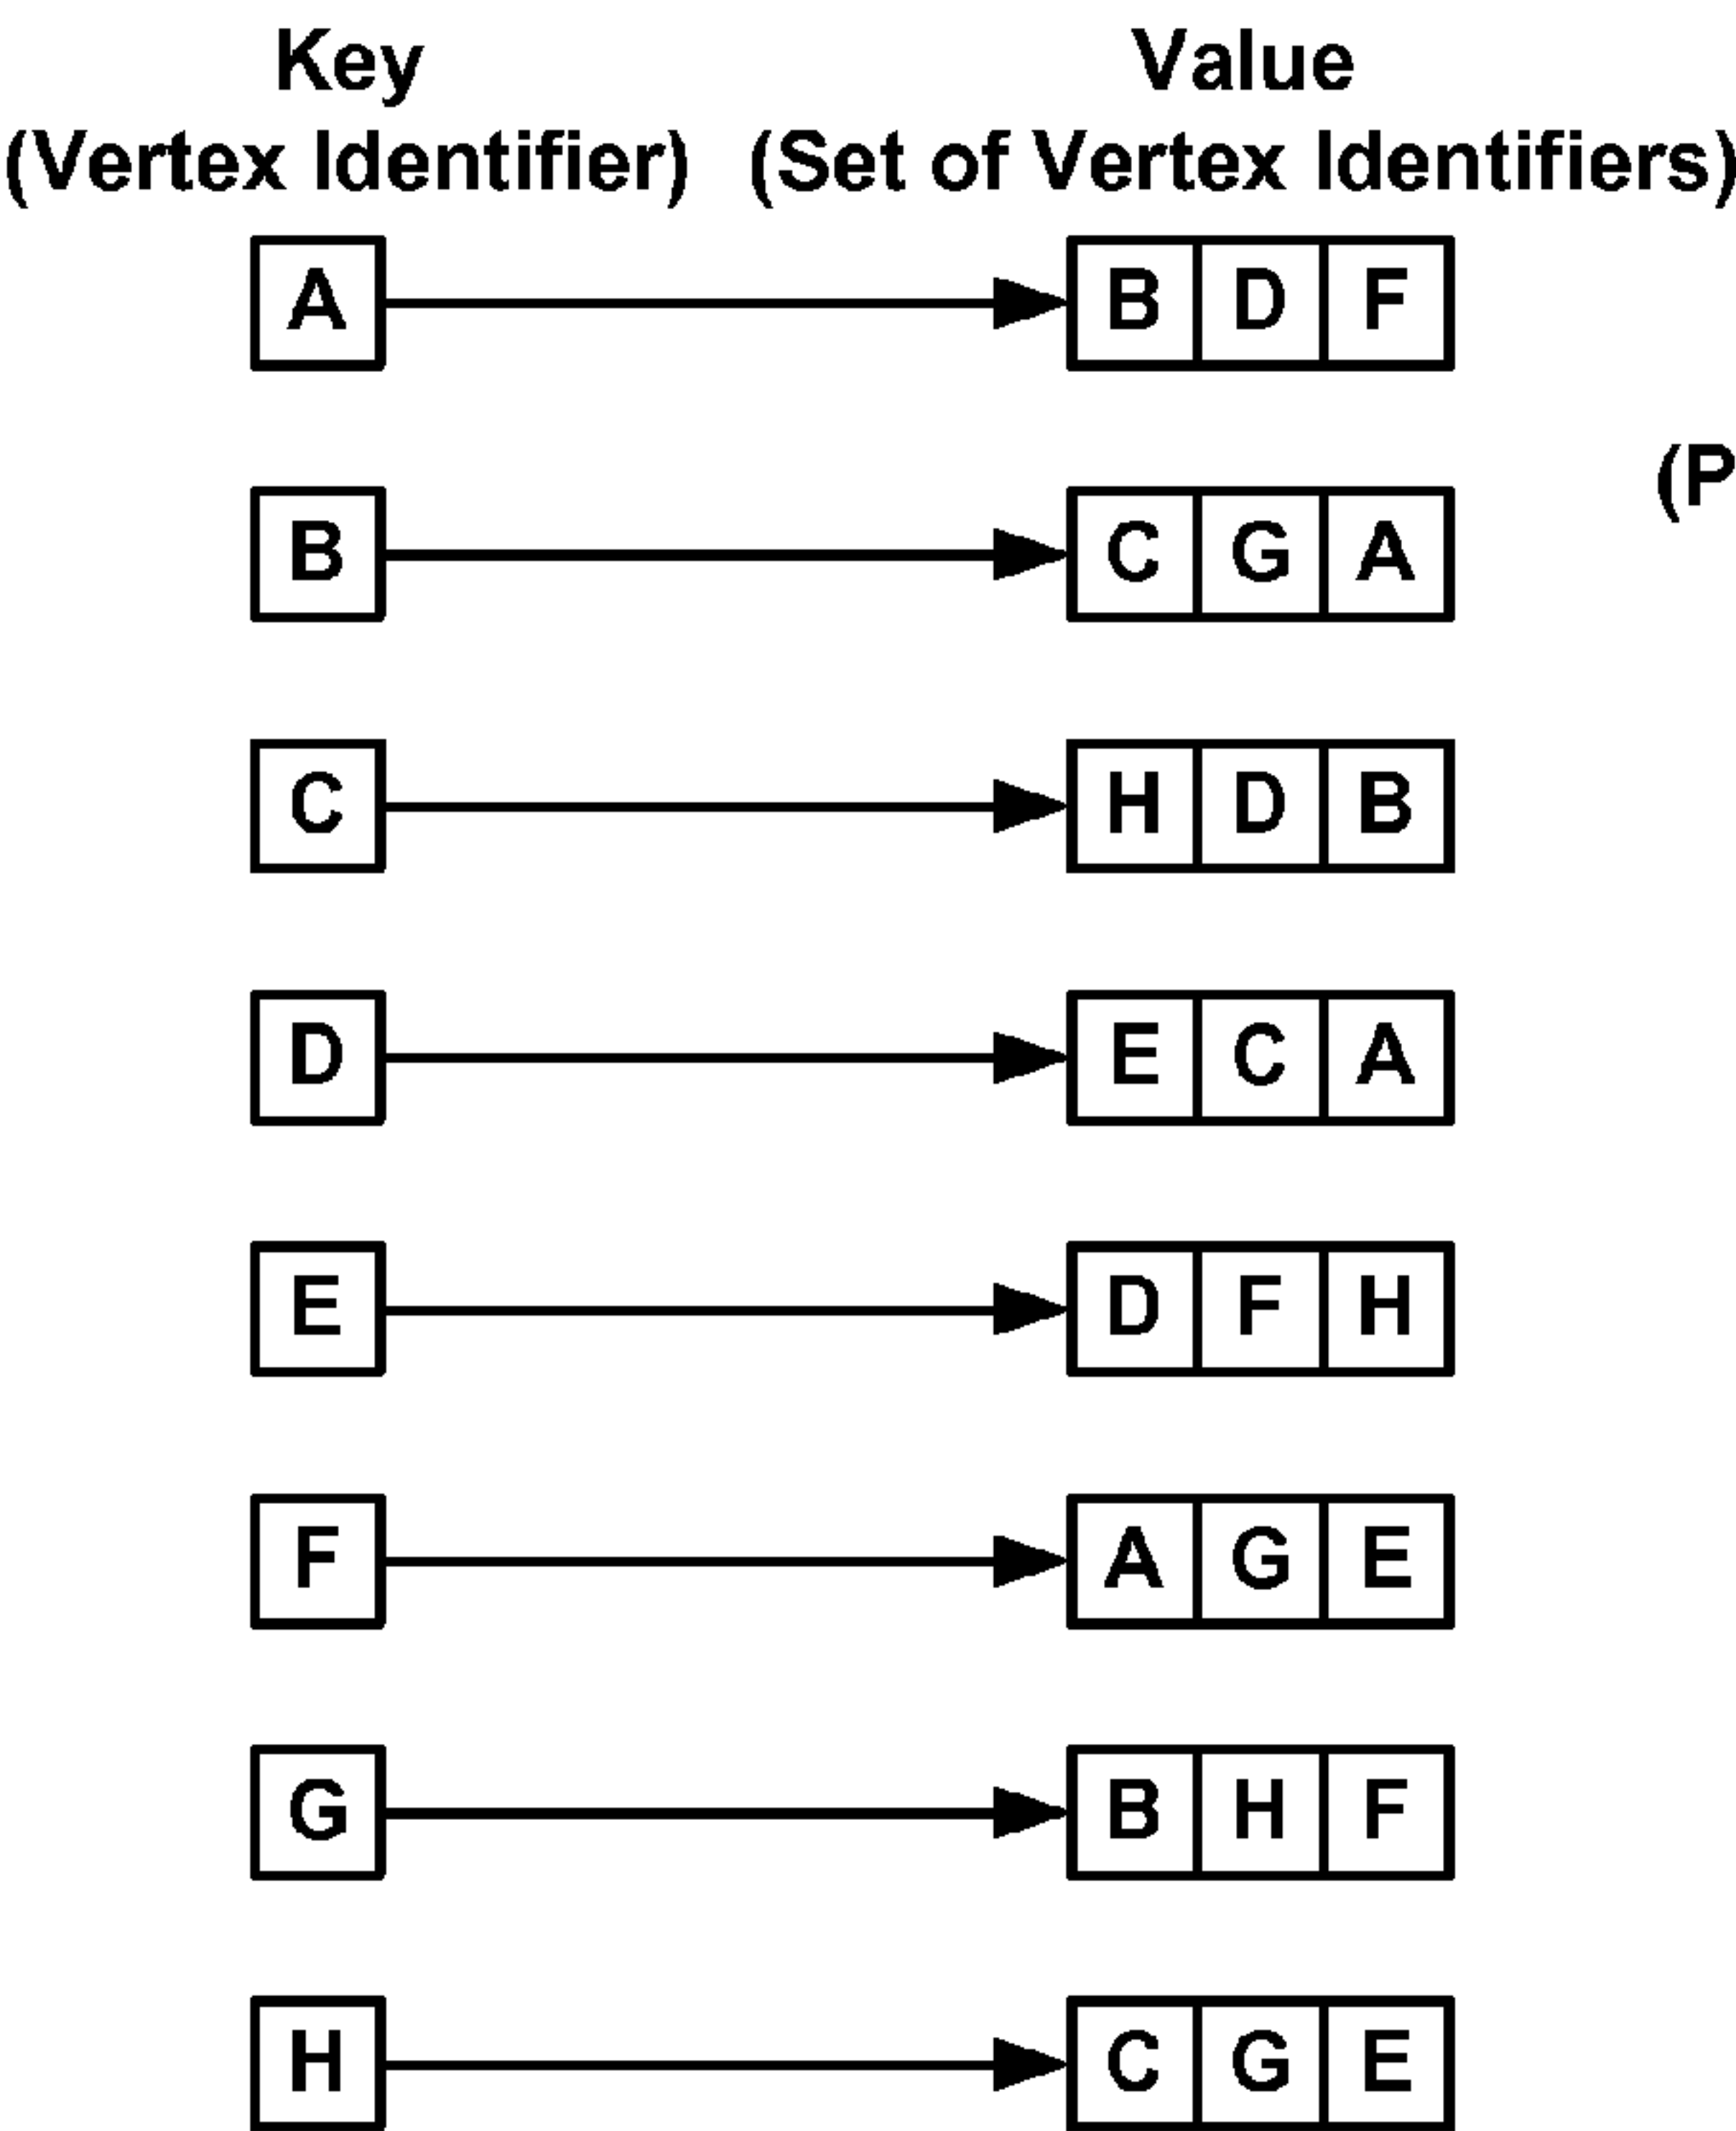 Key Value
(Vertex Identifier) (Set of Vertex Identifiers)
A B D F
(P
B C G A
C H D B
D E C A
E D F H
F A G E
G B H F
H C G E